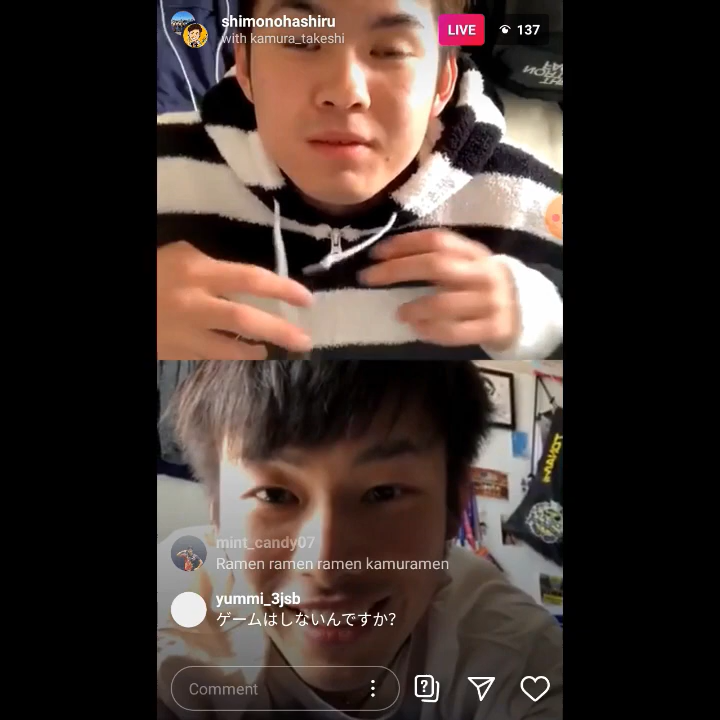 shimonohashiru
with kamura_takeshi
LIVE
137
mint_candy07
Ramen ramen ramen kamuramen
yummi_3jsb
ゲームはしないんですか?
Comment